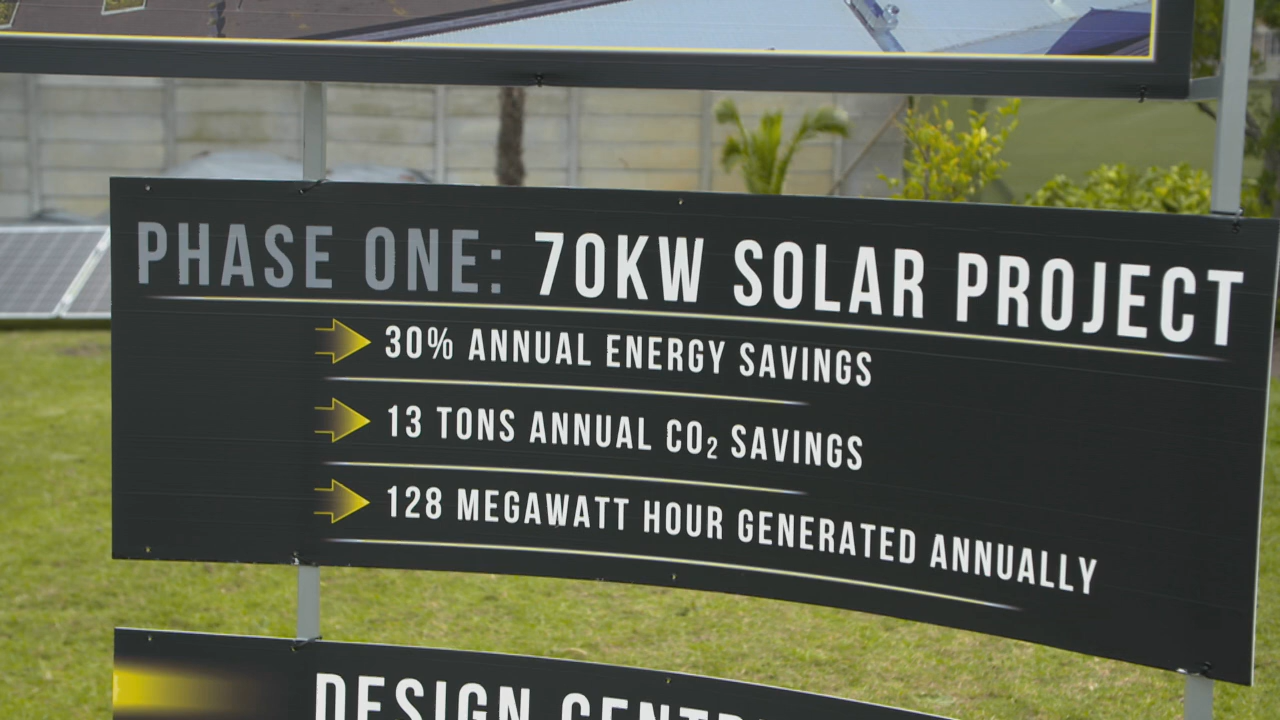 PHASE ONE: 70KW SOLAR PROJECT
30% ANNUAL ENERGY SAVINGS
13 TONS ANNUAL CO₂ SAVINGS
128 MEGAWATT HOUR GENERATED ANNUALLY
DESIGN